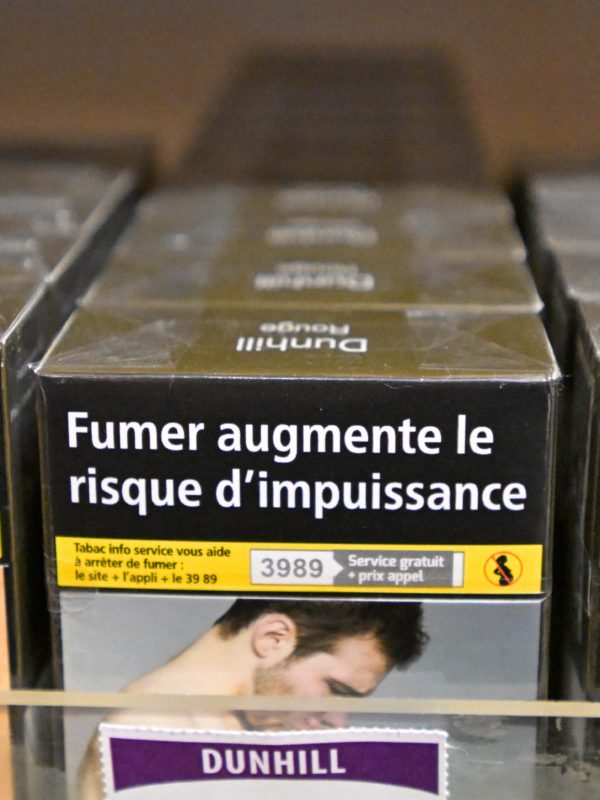 Dunhill
Dunhill
Rouge
Fumer augmente le
risque d'impuissance
Tabac info service vous aide
à arrêter de fumer :
le site + l'appli + le 39 89
3989
Service gratuit
+ prix appel
DUNHILL